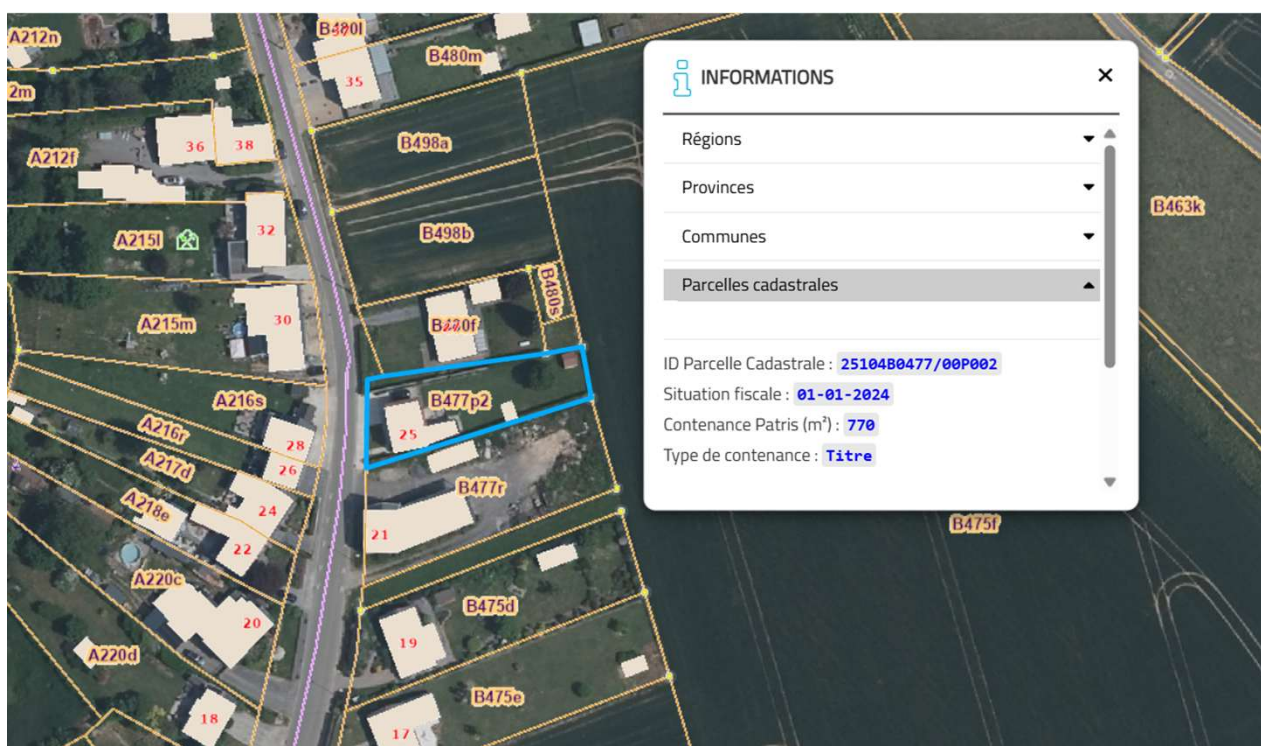 A212n
2m
A212f
36
38
A215l
32
A215m
30
A216s
A216r
28
A217d
26
A218e
24
22
A220c
20
A220d
18
B480l
35
B480m
B498a
B498b
B480s
B480f
B477p2
25
B477r
21
B475d
19
B475e
17
INFORMATIONS
Régions
Provinces
Communes
Parcelles cadastrales
ID Parcelle Cadastrale : 25104B0477/00P002
Situation fiscale : 01-01-2024
Contenance Patris (m²) : 770
Type de contenance : Titre
B463k
B475f